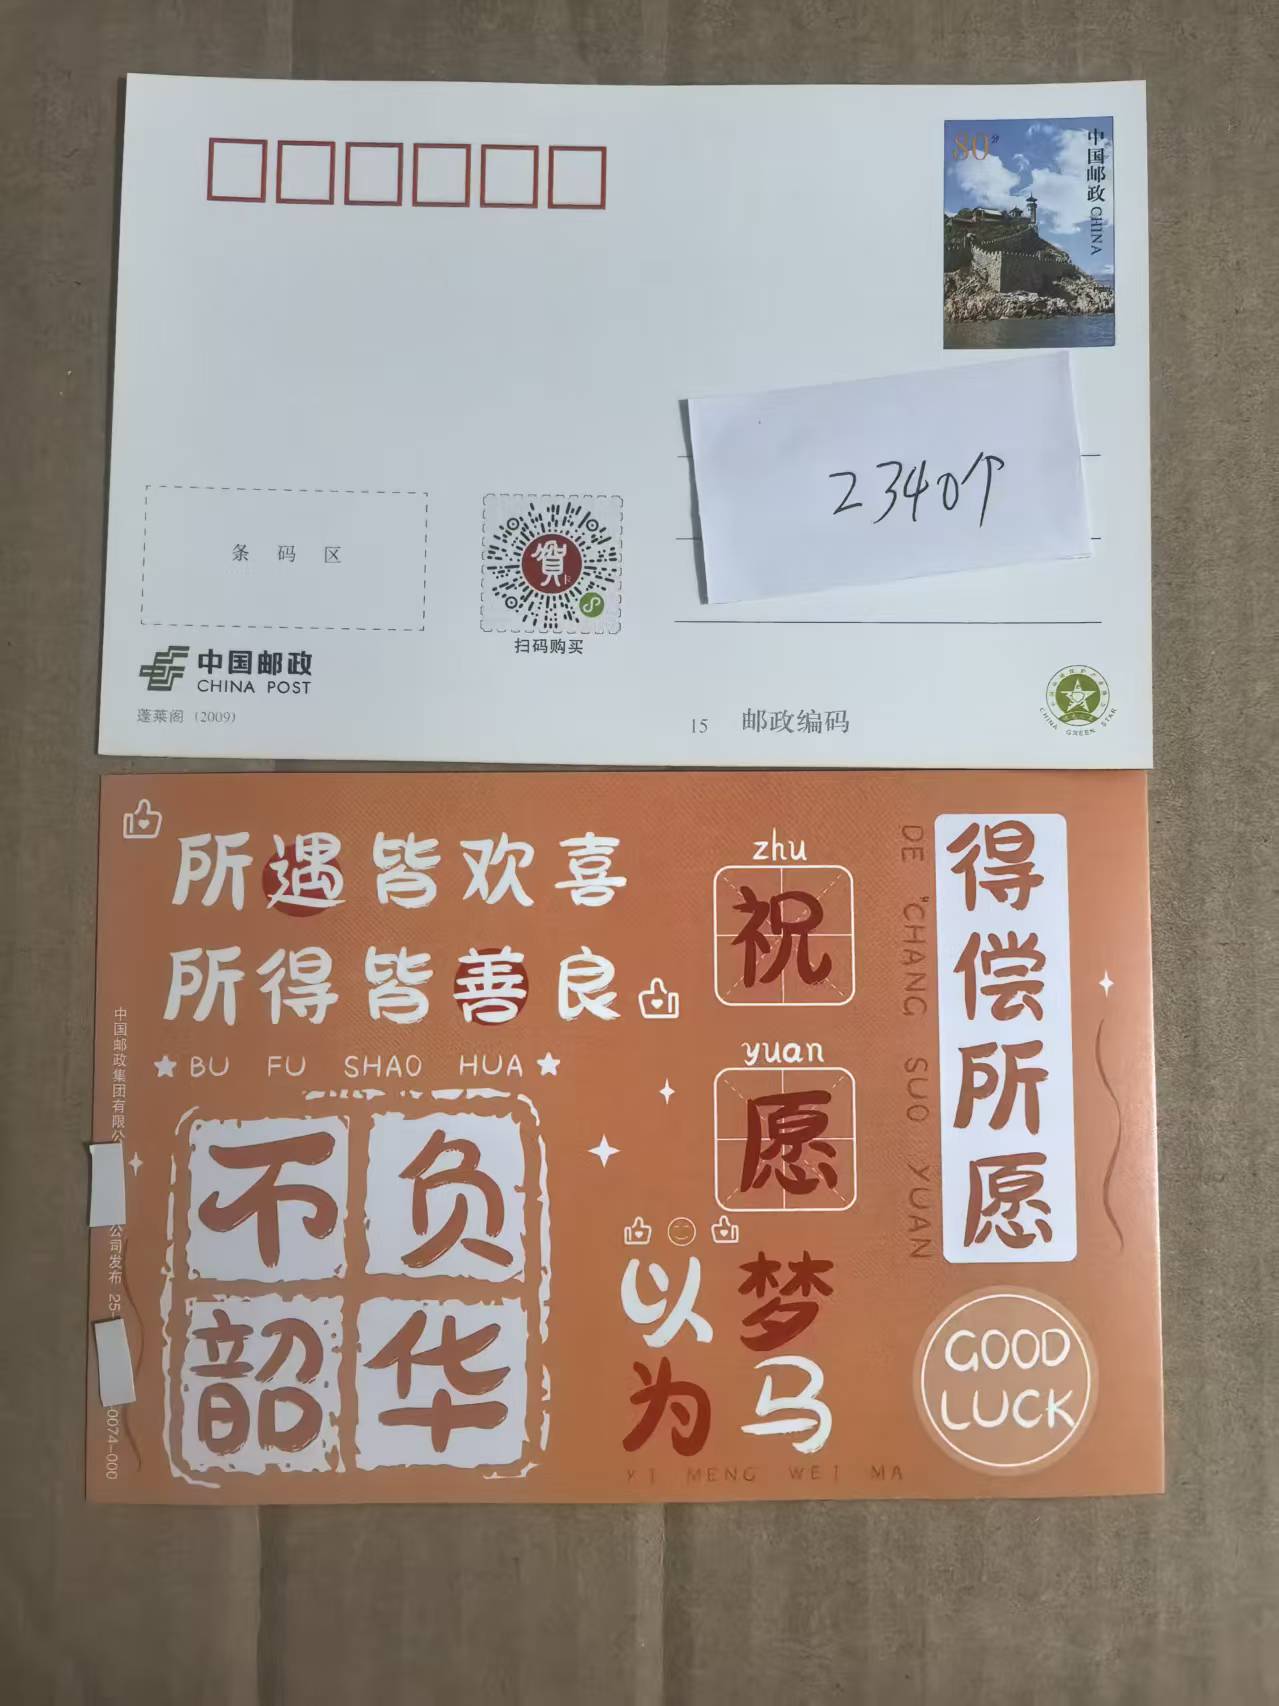 80分
中国邮政 CHINA
2340个
条码区
賀卡
扫码购买
中国邮政
CHINA POST
蓬莱阁 (2009)
15 邮政编码
CHINA GREEN STAR
所遇皆欢喜
所得皆善良
BU FU SHAO HUA
不负
韶华
zhu
祝
yuan
愿
以梦
为马
YI MENG WEI MA
DE CHANG SUO YUAN
得偿所愿
GOOD
LUCK
中国邮政集团有限公
公司发布 25-
0074-000